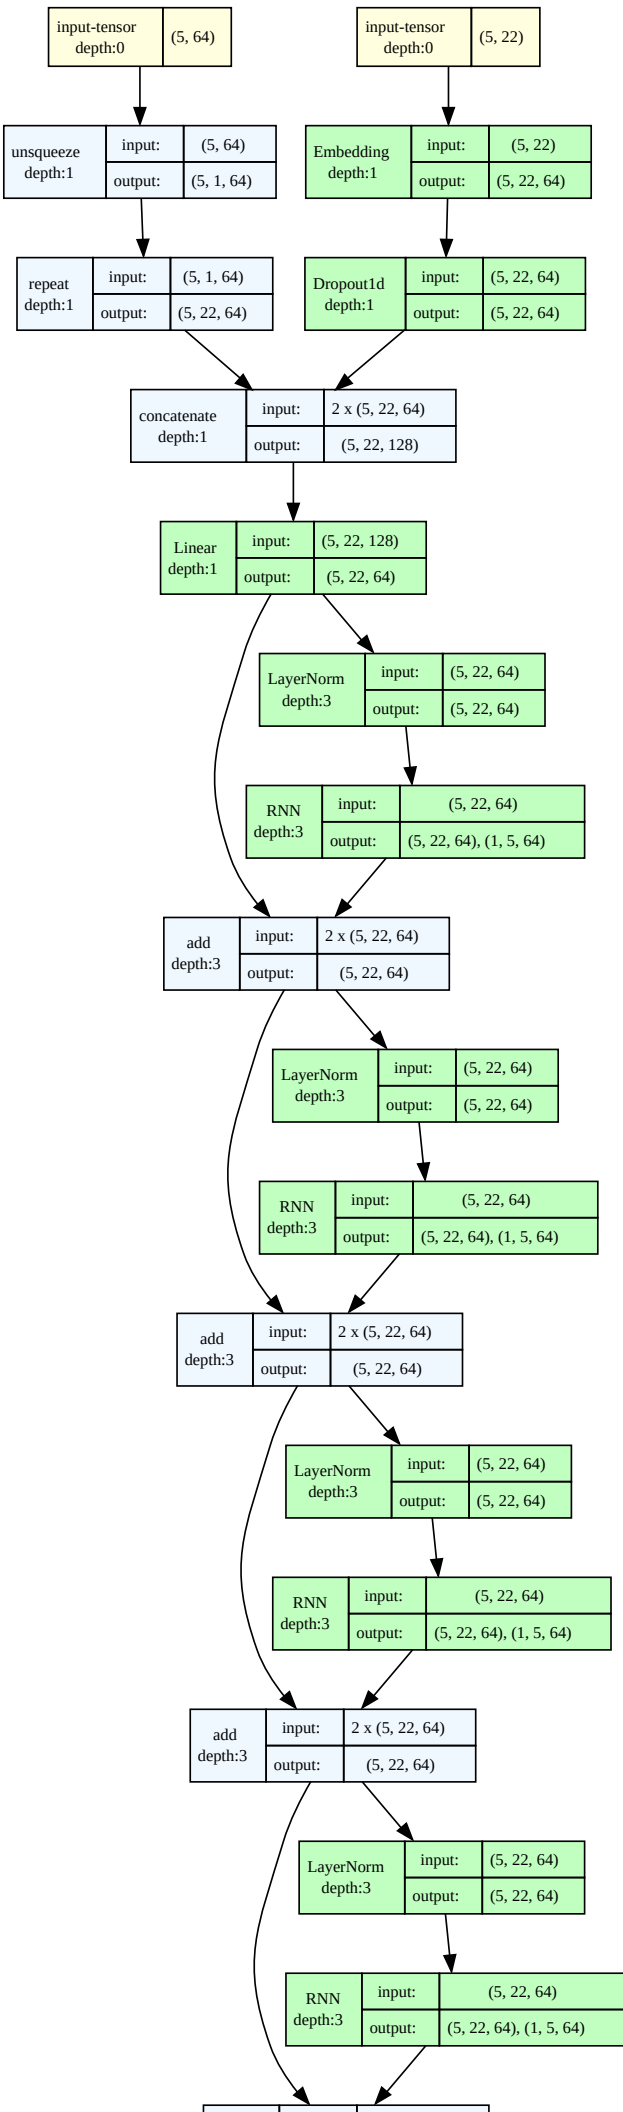 input-tensor
depth:0
(5, 64)
input-tensor
depth:0
(5, 22)
unsqueeze
depth:1
input:
(5, 64)
output:
(5, 1, 64)
Embedding
depth:1
input:
(5, 22)
output:
(5, 22, 64)
repeat
depth:1
input:
(5, 1, 64)
output:
(5, 22, 64)
Dropout1d
depth:1
input:
(5, 22, 64)
output:
(5, 22, 64)
concatenate
depth:1
input:
2 x (5, 22, 64)
output:
(5, 22, 128)
Linear
depth:1
input:
(5, 22, 128)
output:
(5, 22, 64)
LayerNorm
depth:3
input:
(5, 22, 64)
output:
(5, 22, 64)
RNN
depth:3
input:
(5, 22, 64)
output:
(5, 22, 64), (1, 5, 64)
add
depth:3
input:
2 x (5, 22, 64)
output:
(5, 22, 64)
LayerNorm
depth:3
input:
(5, 22, 64)
output:
(5, 22, 64)
RNN
depth:3
input:
(5, 22, 64)
output:
(5, 22, 64), (1, 5, 64)
add
depth:3
input:
2 x (5, 22, 64)
output:
(5, 22, 64)
LayerNorm
depth:3
input:
(5, 22, 64)
output:
(5, 22, 64)
RNN
depth:3
input:
(5, 22, 64)
output:
(5, 22, 64), (1, 5, 64)
add
depth:3
input:
2 x (5, 22, 64)
output:
(5, 22, 64)
LayerNorm
depth:3
input:
(5, 22, 64)
output:
(5, 22, 64)
RNN
depth:3
input:
(5, 22, 64)
output:
(5, 22, 64), (1, 5, 64)